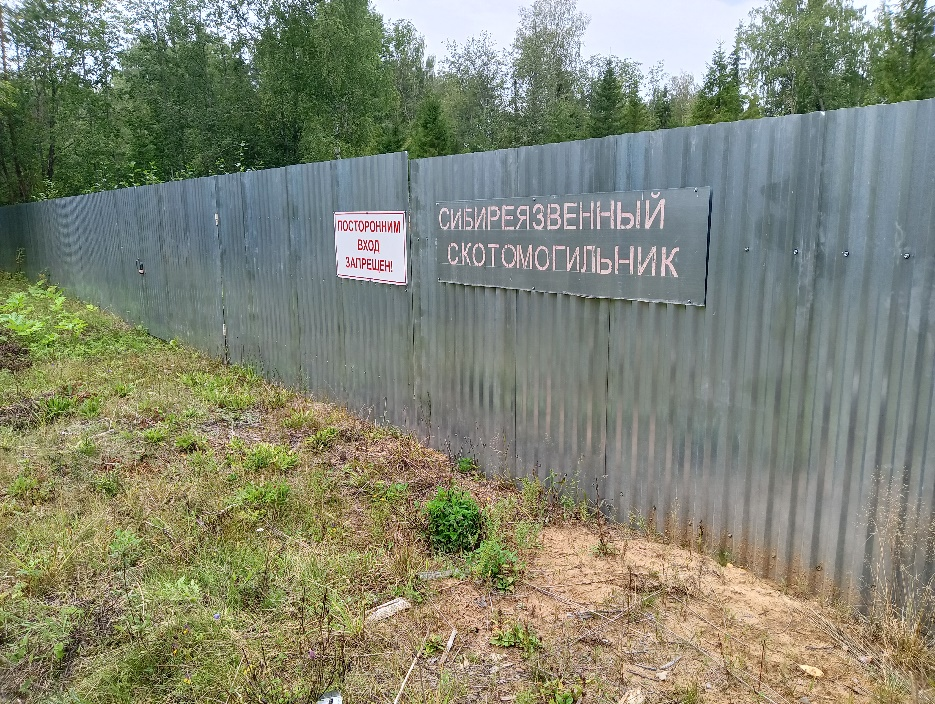 ПОСТОРОННИМ
ВХОД
ЗАПРЕЩЕН!
СИБИРЕЯЗВЕННЫЙ
СКОТОМОГИЛЬНИК